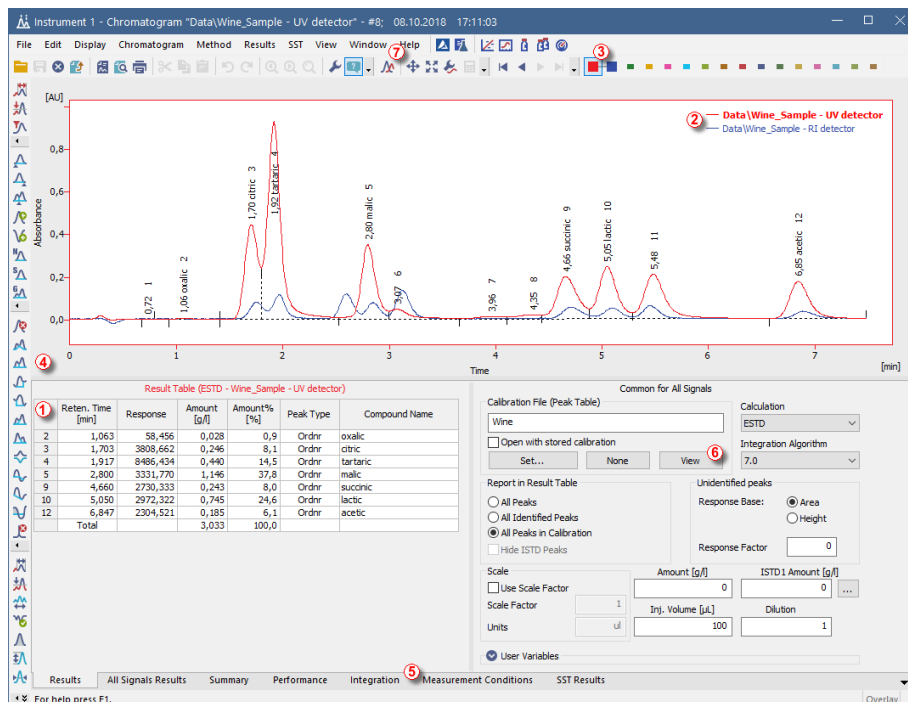 Instrument 1 - Chromatogram "Data\Wine_Sample - UV detector" - #8; 08.10.2018 17:11:03
File Edit Display Chromatogram Method Results SST View Window Help
7
3
[AU]
2
Data\Wine_Sample - UV detector
Data\Wine_Sample - RI detector
Absorbance
0,8
0,6
0,4
0,2
0,0
0,72 1
1,06 oxalic 2
1,70 citric 3
1,92 tartaric 4
2,80 malic 5
3,07 6
3,96 7
4,35 8
4,66 succinic 9
5,05 lactic 10
5,48 11
6,85 acetic 12
0 1 2 3 4 5 6 7
Time
[min]
4
1
Result Table (ESTD - Wine_Sample - UV detector)
Reten. Time [min] Response Amount [g/l] Amount% [%] Peak Type Compound Name
2 1,063 58,456 0,028 0,9 Ordnr oxalic
3 1,703 3808,662 0,246 8,1 Ordnr citric
4 1,917 8486,434 0,440 14,5 Ordnr tartaric
5 2,800 3331,770 1,146 37,8 Ordnr malic
9 4,660 2730,333 0,243 8,0 Ordnr succinic
10 5,050 2972,322 0,745 24,6 Ordnr lactic
12 6,847 2304,521 0,185 6,1 Ordnr acetic
Total 3,033 100,0
Common for All Signals
Calibration File (Peak Table)
Wine
Open with stored calibration
Set... None View
6
Calculation
ESTD
Integration Algorithm
7.0
Report in Result Table
All Peaks
All Identified Peaks
All Peaks in Calibration
Hide ISTD Peaks
Unidentified peaks
Response Base: Area
Height
Response Factor 0
Scale
Use Scale Factor
Scale Factor 1
Units ul
Amount [g/l] ISTD1 Amount [g/l]
0 0 ...
Inj. Volume [µL] Dilution
100 1
User Variables
5
Results All Signals Results Summary Performance Integration Measurement Conditions SST Results
For help press F1. Overlay